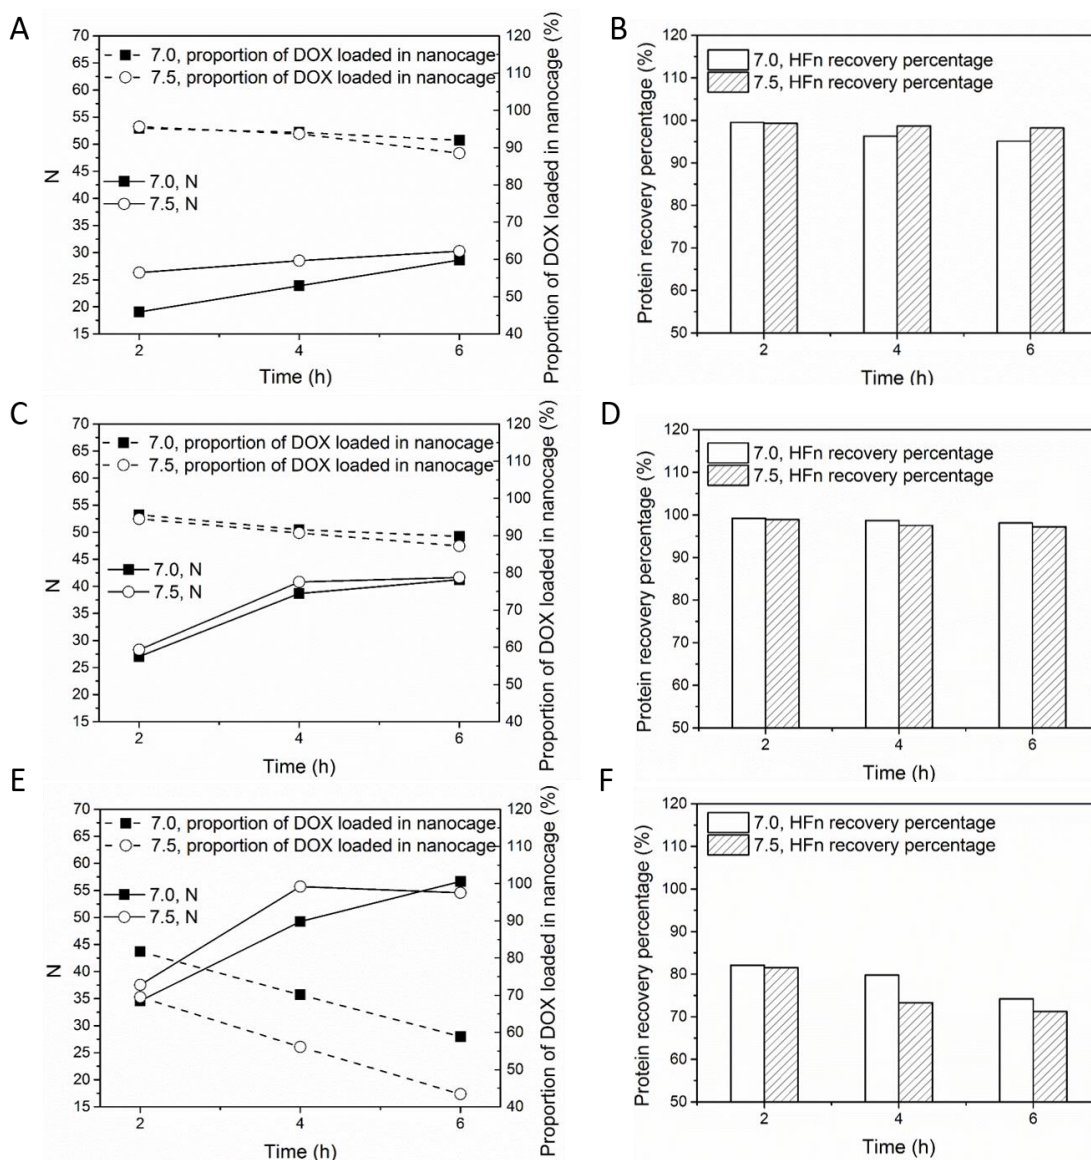 A
70
65
60
55
50
45
40
35
30
25
20
15
N
7.0, proportion of DOX loaded in nanocage
7.5, proportion of DOX loaded in nanocage
7.0, N
7.5, N
120
110
100
90
80
70
60
50
40
Proportion of DOX loaded in nanocage (%)
2 4 6
Time (h)
B
120
110
100
90
80
70
60
50
Protein recovery percentage (%)
7.0, HFn recovery percentage
7.5, HFn recovery percentage
2 4 6
Time (h)
C
70
65
60
55
50
45
40
35
30
25
20
15
N
7.0, proportion of DOX loaded in nanocage
7.5, proportion of DOX loaded in nanocage
7.0, N
7.5, N
120
110
100
90
80
70
60
50
40
Proportion of DOX loaded in nanocage (%)
2 4 6
Time (h)
D
120
110
100
90
80
70
60
50
Protein recovery percentage (%)
7.0, HFn recovery percentage
7.5, HFn recovery percentage
2 4 6
Time (h)
E
70
65
60
55
50
45
40
35
30
25
20
15
N
7.0, proportion of DOX loaded in nanocage
7.5, proportion of DOX loaded in nanocage
7.0, N
7.5, N
120
110
100
90
80
70
60
50
40
Proportion of DOX loaded in nanocage (%)
2 4 6
Time (h)
F
120
110
100
90
80
70
60
50
Protein recovery percentage (%)
7.0, HFn recovery percentage
7.5, HFn recovery percentage
2 4 6
Time (h)